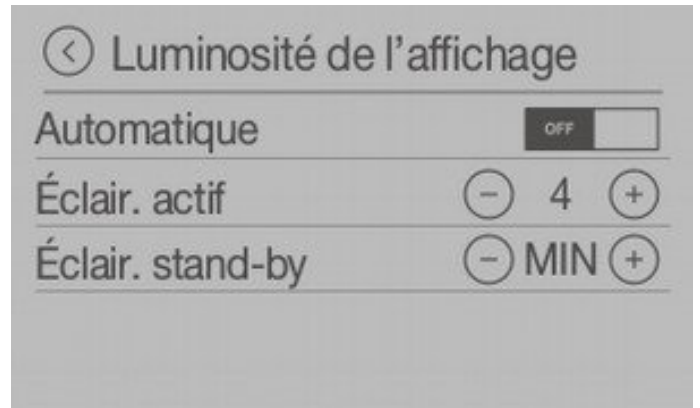 Luminosité de l’affichage
Automatique OFF
Éclair. actif - 4 +
Éclair. stand-by - MIN +